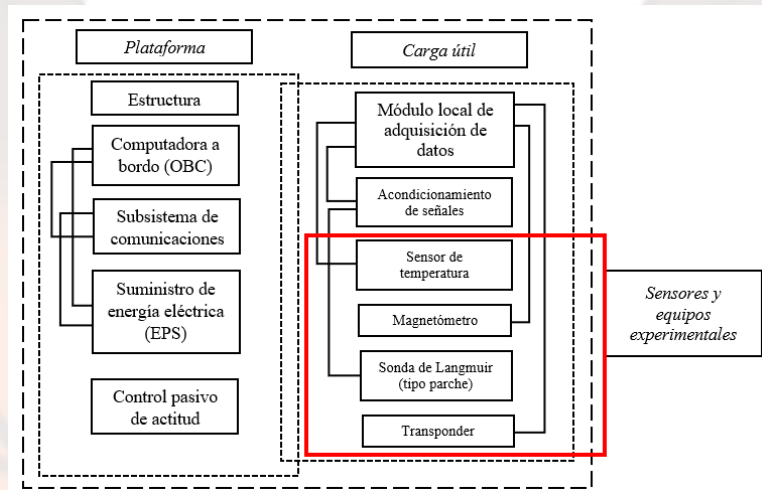 Plataforma
Estructura
Computadora a
bordo (OBC)
Subsistema de
comunicaciones
Suministro de
energía eléctrica
(EPS)
Control pasivo
de actitud
Carga útil
Módulo local de
adquisición de
datos
Acondicionamiento
de señales
Sensor de
temperatura
Magnetómetro
Sonda de Langmuir
(tipo parche)
Transponder
Sensores y
equipos
experimentales